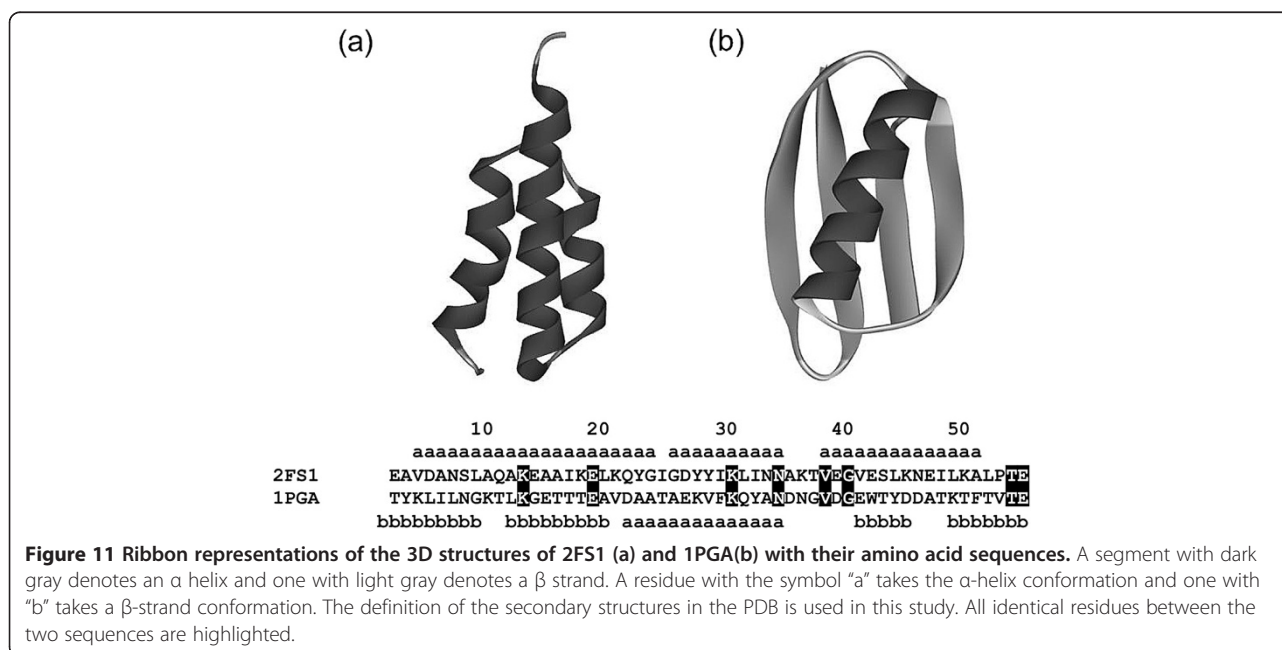 (a)
(b)
10 20 30 40 50
aaaaaaaaaaaaaaaaaaaaa aaaaaaaaaa aaaaaaaaaaaaaa
2FS1 EAVDANSLAQAKEAAIKELKQYGIGDYYIKLINNAKTVEGVESLKNEILKALPTE
1PGA TYKLILNGKTLKGETTTEAVDAATAEKVFKQYANDNGVDGEWTYDDATKTFTVTE
bbbbbbbbb bbbbbbbbb aaaaaaaaaaaaaa bbbbb bbbbbbb
Figure 11 Ribbon representations of the 3D structures of 2FS1 (a) and 1PGA(b) with their amino acid sequences. A segment with dark
gray denotes an α helix and one with light gray denotes a β strand. A residue with the symbol “a” takes the α-helix conformation and one with
“b” takes a β-strand conformation. The definition of the secondary structures in the PDB is used in this study. All identical residues between the
two sequences are highlighted.